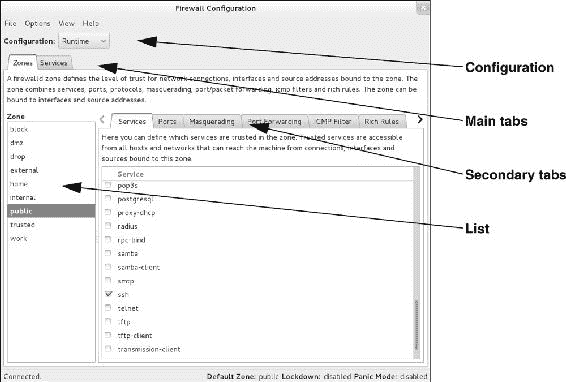 Firewall Configuration
File Options View Help
Configuration: Runtime
Zones Services
A firewalld zone defines the level of trust for network connections, interfaces and source addresses bound to the zone. The
zone combines services, ports, protocols, masquerading, port/packet forwarding, icmp filters and rich rules. The zone can be
bound to interfaces and source addresses.
Zone
block
dmz
drop
external
home
internal
public
trusted
work
Services Ports Masquerading Port Forwarding ICMP Filter Rich Rules
Here you can define which services are trusted in the zone. Trusted services are accessible
from all hosts and networks that can reach the machine from connections, interfaces and
sources bound to this zone.
Service
pop3s
postgresql
proxy-dhcp
radius
rpc-bind
samba
samba-client
smtp
ssh
telnet
tftp
tftp-client
transmission-client
Connected.
Default Zone: public Lockdown: disabled Panic Mode: disabled
Configuration
Main tabs
Secondary tabs
List